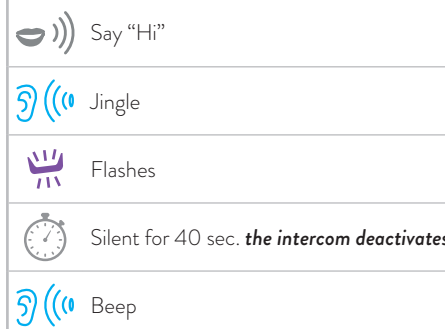 Say “Hi”
Jingle
Flashes
Silent for 40 sec. the intercom deactivates
Beep